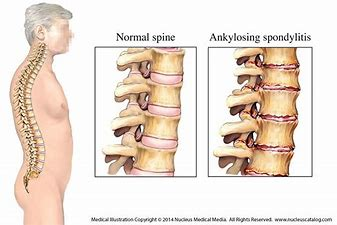 Normal spine
Ankylosing spondylitis
Medical Illustration Copyright © 2014 Nucleus Medical Media. All Rights Reserved. www.nucleuscatalog.com